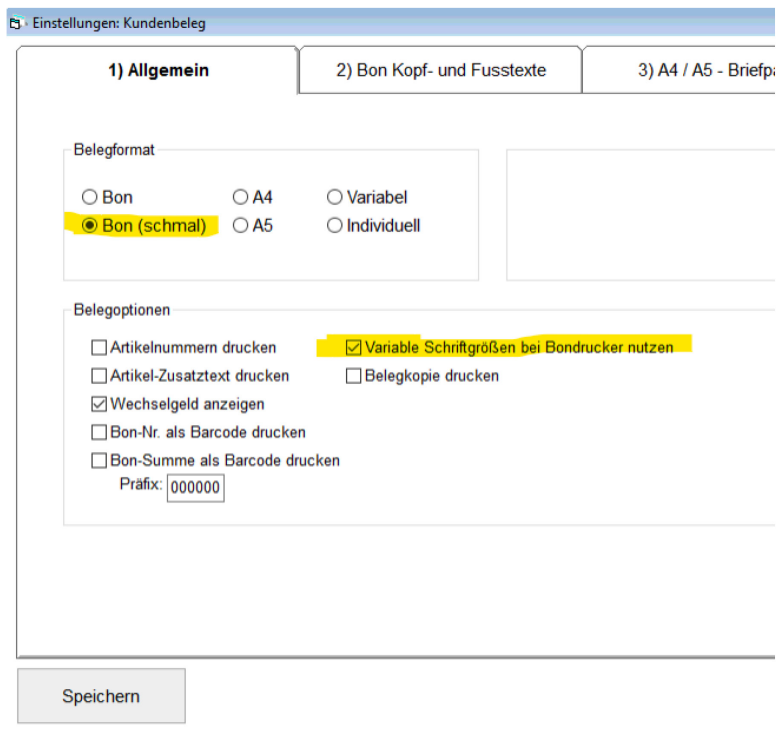 Einstellungen: Kundenbeleg
1) Allgemein
2) Bon Kopf- und Fusstexte
3) A4 / A5 - Briefpa
Belegformat
Bon
A4
Variabel
Bon (schmal)
A5
Individuell
Belegoptionen
Artikelnummern drucken
Variable Schriftgrößen bei Bondrucker nutzen
Artikel-Zusatztext drucken
Belegkopie drucken
Wechselgeld anzeigen
Bon-Nr. als Barcode drucken
Bon-Summe als Barcode drucken
Präfix: 000000
Speichern